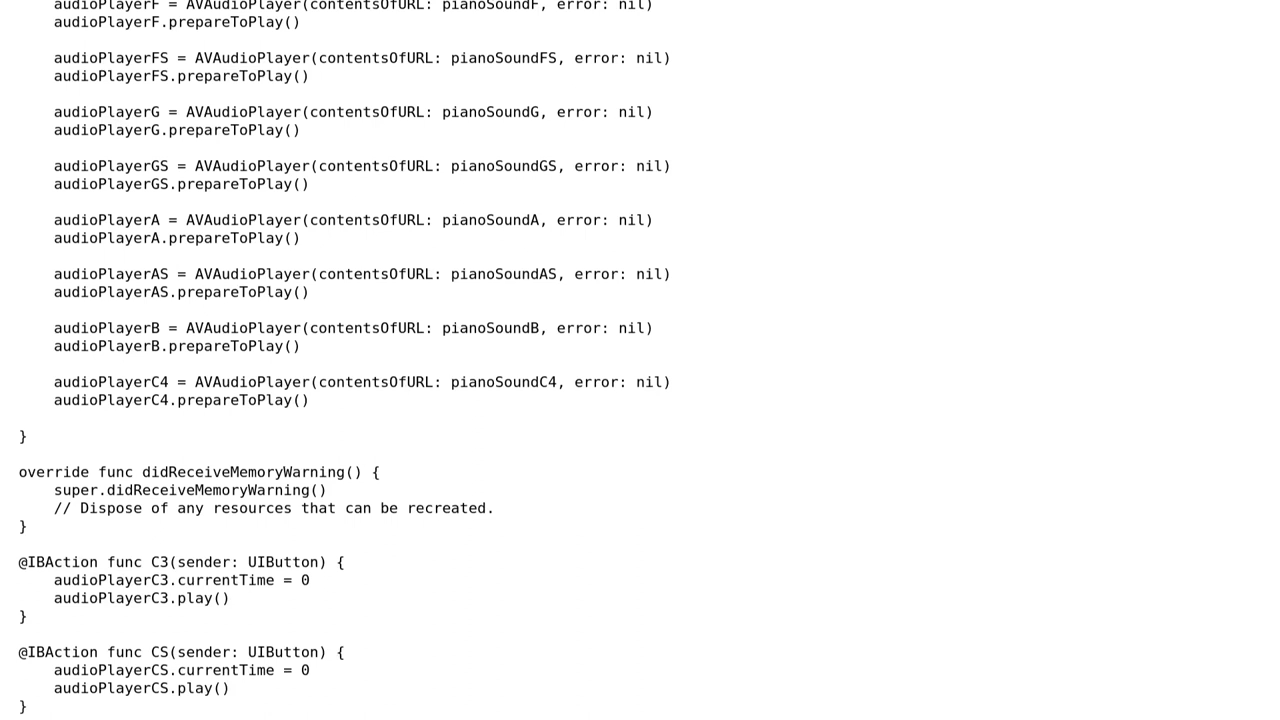 audioPlayerF = AVAudioPlayer(contentsOfURL: pianoSoundF, error: nil)
audioPlayerF.prepareToPlay()
audioPlayerFS = AVAudioPlayer(contentsOfURL: pianoSoundFS, error: nil)
audioPlayerFS.prepareToPlay()
audioPlayerG = AVAudioPlayer(contentsOfURL: pianoSoundG, error: nil)
audioPlayerG.prepareToPlay()
audioPlayerGS = AVAudioPlayer(contentsOfURL: pianoSoundGS, error: nil)
audioPlayerGS.prepareToPlay()
audioPlayerA = AVAudioPlayer(contentsOfURL: pianoSoundA, error: nil)
audioPlayerA.prepareToPlay()
audioPlayerAS = AVAudioPlayer(contentsOfURL: pianoSoundAS, error: nil)
audioPlayerAS.prepareToPlay()
audioPlayerB = AVAudioPlayer(contentsOfURL: pianoSoundB, error: nil)
audioPlayerB.prepareToPlay()
audioPlayerC4 = AVAudioPlayer(contentsOfURL: pianoSoundC4, error: nil)
audioPlayerC4.prepareToPlay()
}
override func didReceiveMemoryWarning() {
super.didReceiveMemoryWarning()
// Dispose of any resources that can be recreated.
}
@IBAction func C3(sender: UIButton) {
audioPlayerC3.currentTime = 0
audioPlayerC3.play()
}
@IBAction func CS(sender: UIButton) {
audioPlayerCS.currentTime = 0
audioPlayerCS.play()
}